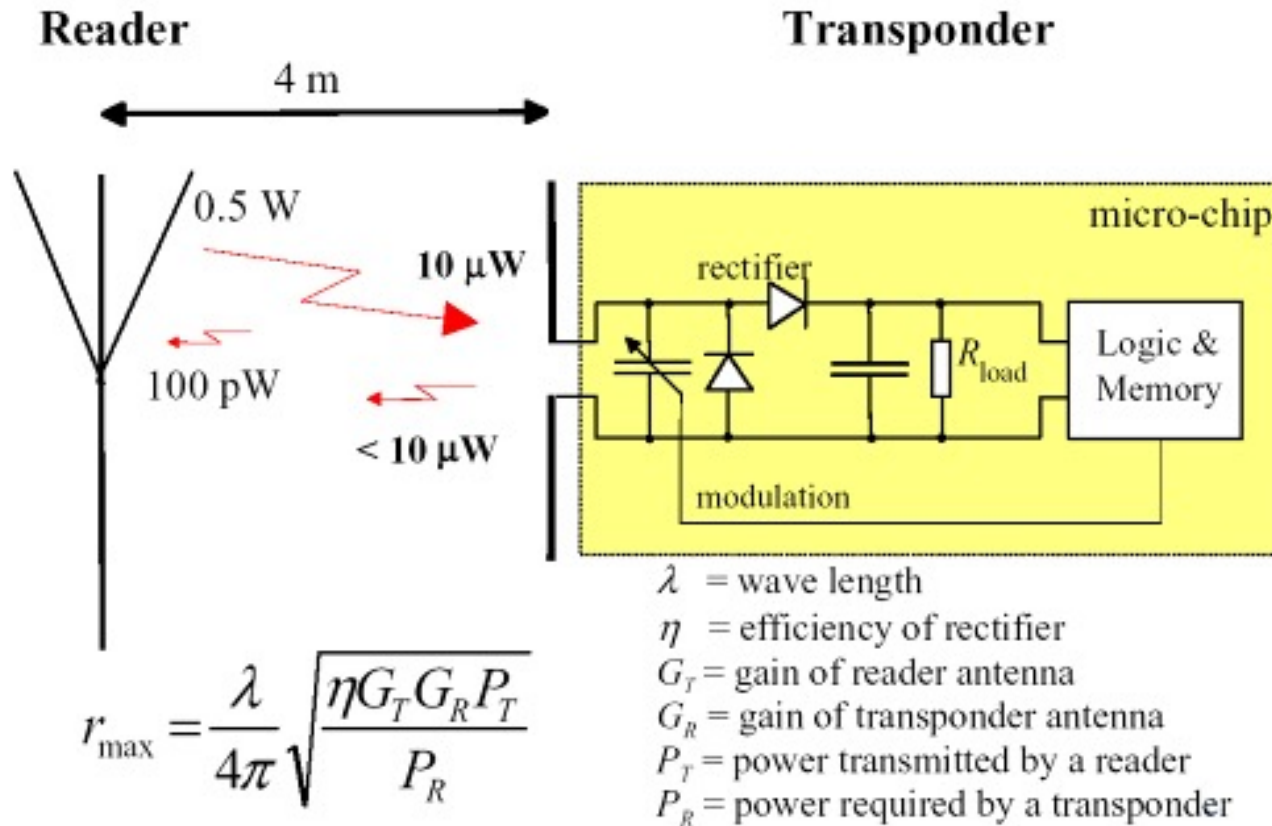 Reader
Transponder
4 m
0.5 W
10 μW
100 pW
< 10 μW
micro-chip
rectifier
R_load
Logic &
Memory
modulation
r_max = λ/4π √(ηG_T G_R P_T / P_R)
λ = wave length
η = efficiency of rectifier
G_T = gain of reader antenna
G_R = gain of transponder antenna
P_T = power transmitted by a reader
P_R = power required by a transponder